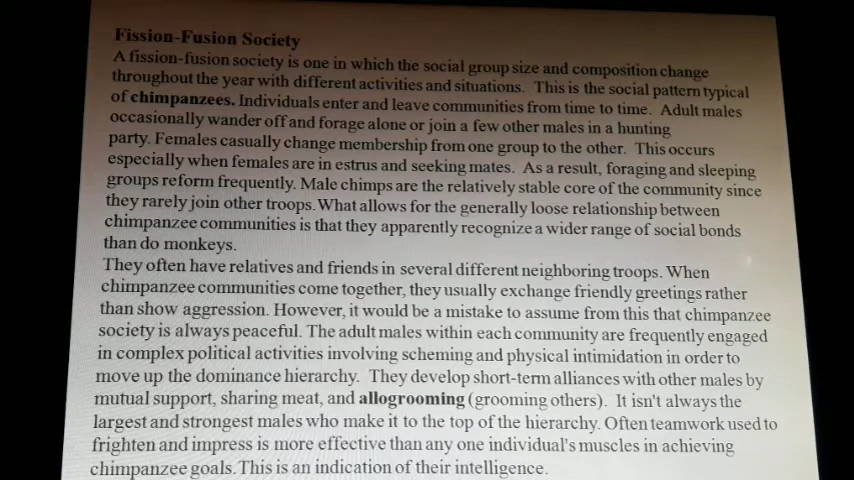 Fission-Fusion Society
A fission-fusion society is one in which the social group size and composition change
throughout the year with different activities and situations. This is the social pattern typical
of chimpanzees. Individuals enter and leave communities from time to time. Adult males
occasionally wander off and forage alone or join a few other males in a hunting
party. Females casually change membership from one group to the other. This occurs
especially when females are in estrus and seeking mates. As a result, foraging and sleeping
groups reform frequently. Male chimps are the relatively stable core of the community since
they rarely join other troops. What allows for the generally loose relationship between
chimpanzee communities is that they apparently recognize a wider range of social bonds
than do monkeys.
They often have relatives and friends in several different neighboring troops. When
chimpanzee communities come together, they usually exchange friendly greetings rather
than show aggression. However, it would be a mistake to assume from this that chimpanzee
society is always peaceful. The adult males within each community are frequently engaged
in complex political activities involving scheming and physical intimidation in order to
move up the dominance hierarchy. They develop short-term alliances with other males by
mutual support, sharing meat, and allogrooming (grooming others). It isn't always the
largest and strongest males who make it to the top of the hierarchy. Often teamwork used to
frighten and impress is more effective than any one individual's muscles in achieving
chimpanzee goals. This is an indication of their intelligence.